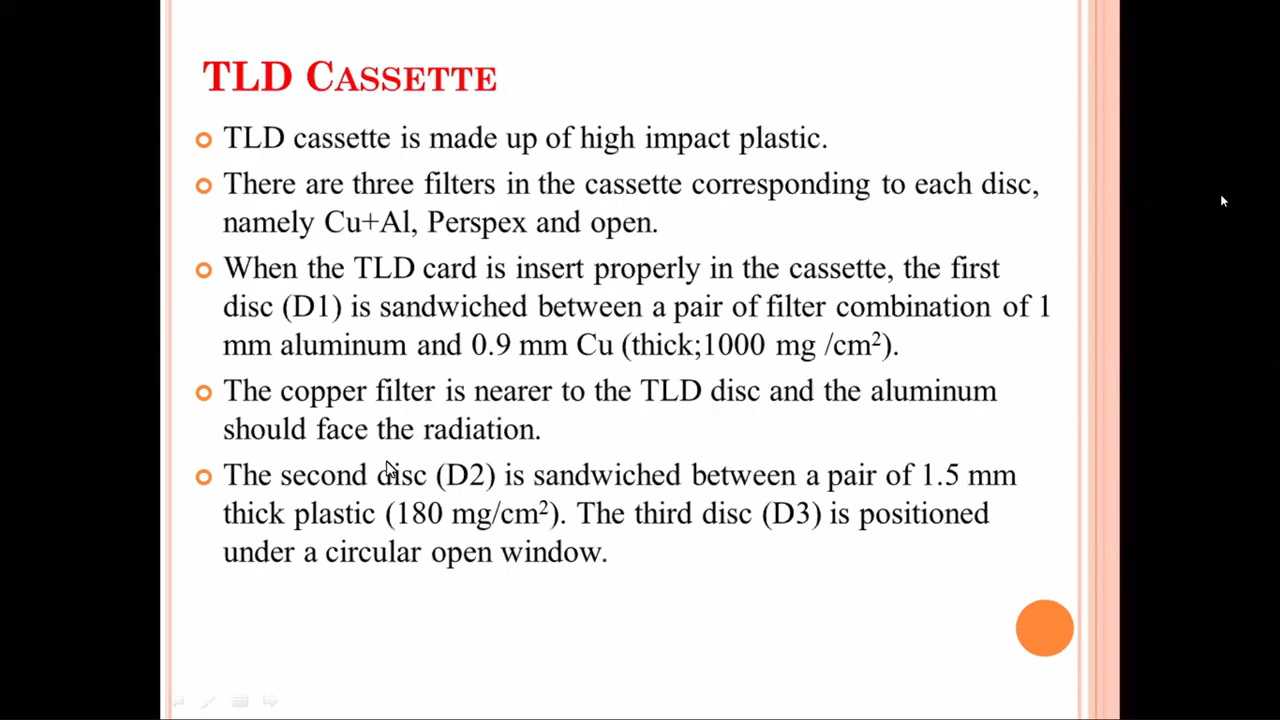 TLD CASSETTE
TLD cassette is made up of high impact plastic.
There are three filters in the cassette corresponding to each disc,
namely Cu+Al, Perspex and open.
When the TLD card is insert properly in the cassette, the first
disc (D1) is sandwiched between a pair of filter combination of 1
mm aluminum and 0.9 mm Cu (thick;1000 mg /cm²).
The copper filter is nearer to the TLD disc and the aluminum
should face the radiation.
The second disc (D2) is sandwiched between a pair of 1.5 mm
thick plastic (180 mg/cm²). The third disc (D3) is positioned
under a circular open window.